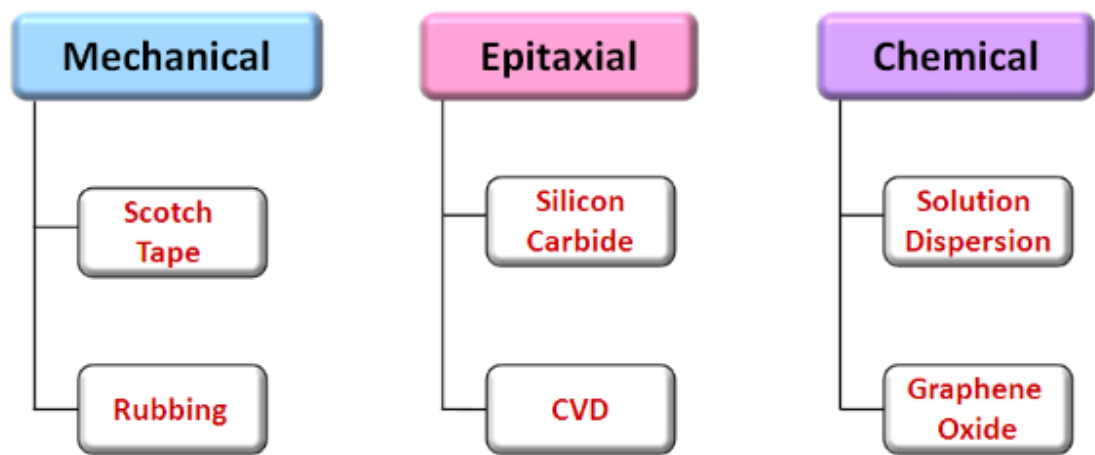 Mechanical
Scotch
Tape
Rubbing
Epitaxial
Silicon
Carbide
CVD
Chemical
Solution
Dispersion
Graphene
Oxide